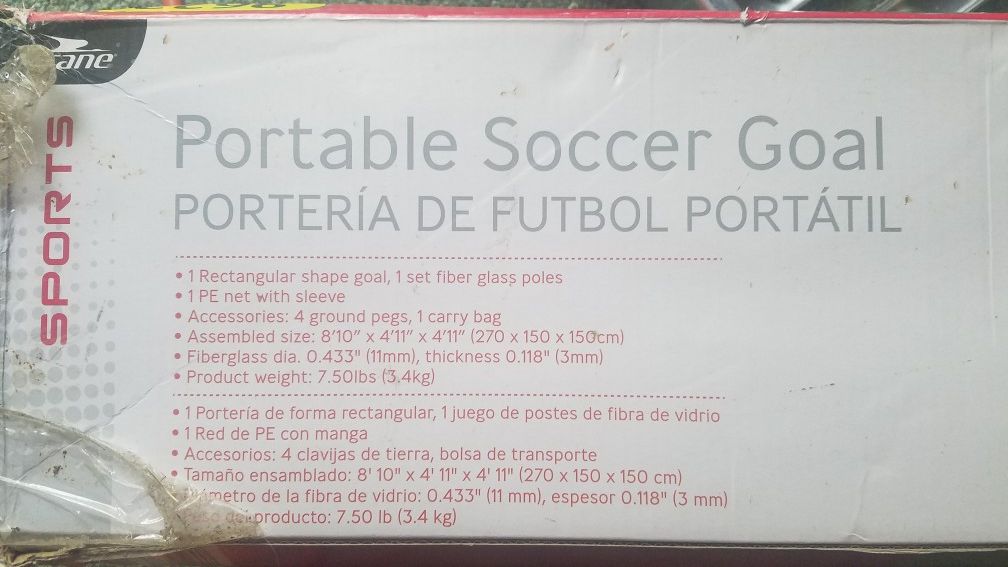 SPORTS
Portable Soccer Goal
PORTERÍA DE FUTBOL PORTÁTIL
• 1 Rectangular shape goal, 1 set fiber glass poles
• 1 PE net with sleeve
• Accessories: 4 ground pegs, 1 carry bag
• Assembled size: 8'10" x 4'11" x 4'11" (270 x 150 x 150cm)
• Fiberglass dia. 0.433" (11mm), thickness 0.118" (3mm)
• Product weight: 7.50lbs (3.4kg)
• 1 Portería de forma rectangular, 1 juego de postes de fibra de vidrio
• 1 Red de PE con manga
• Accesorios: 4 clavijas de tierra, bolsa de transporte
• Tamaño ensamblado: 8' 10" x 4' 11" x 4' 11" (270 x 150 x 150 cm)
de la fibra de vidrio: 0.433" (11 mm), espesor 0.118" (3 mm)
producto: 7.50 lb (3.4 kg)